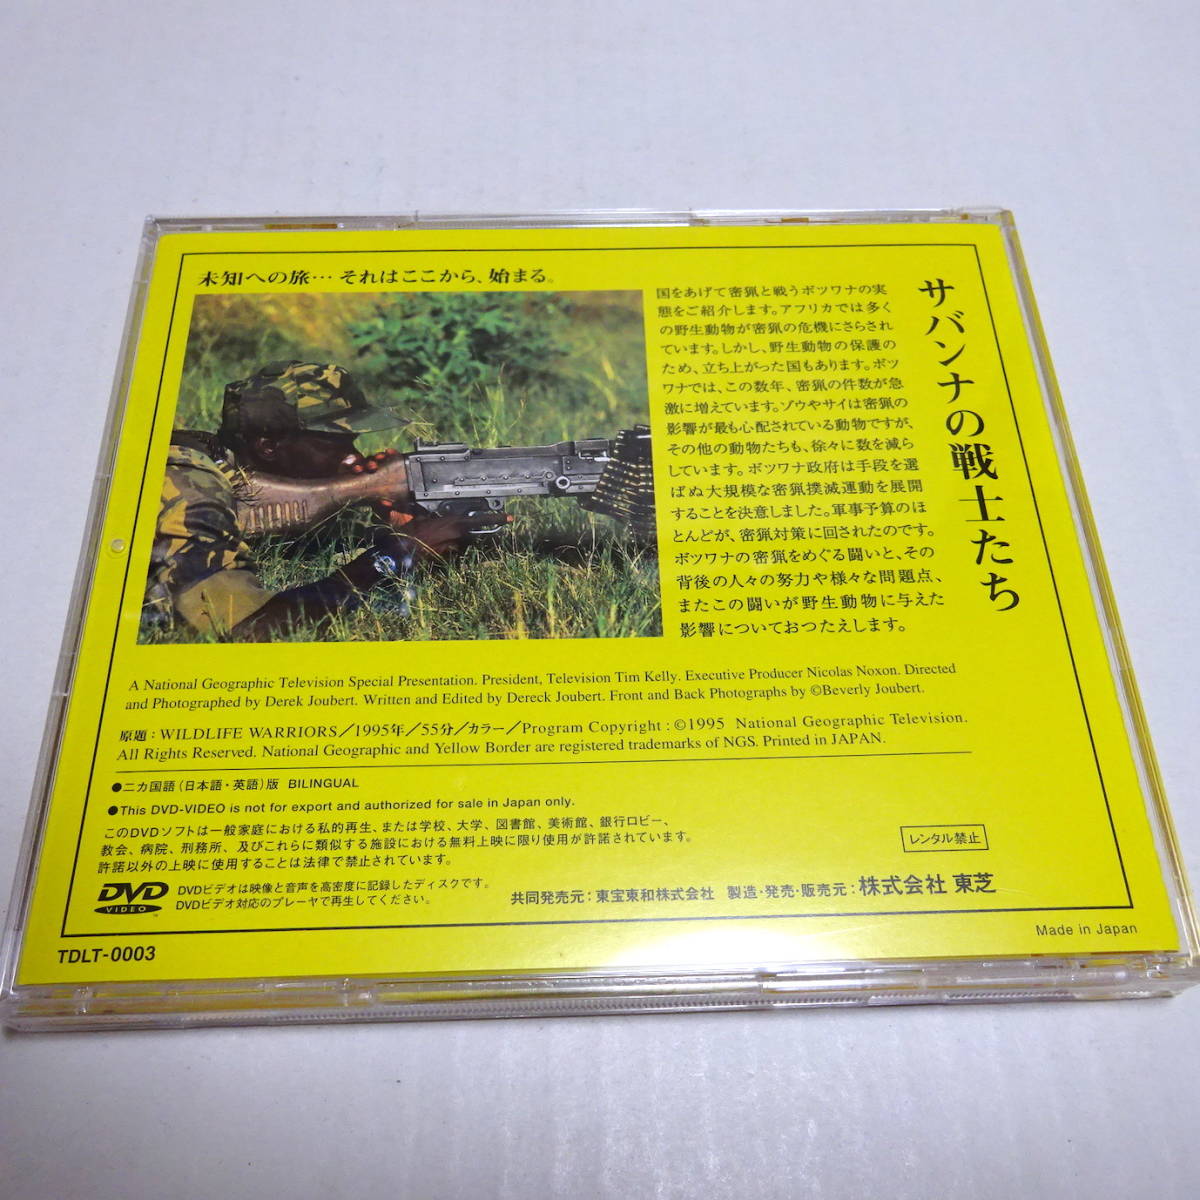 未知への旅… それはここから、始まる。
サバンナの戦士たち
国をあげて密猟と戦うボツワナの実
態をご紹介します。アフリカでは多く
の野生動物が密猟の危機にさらされ
ています。しかし、野生動物の保護の
ため、立ち上がった国もあります。ボツ
ワナでは、この数年、密猟の件数が急
激に増えています。ゾウやサイは密猟の
影響が最も心配されている動物ですが、
その他の動物たちも、徐々に数を減ら
しています。ボツワナ政府は手段を選
ばぬ大規模な密猟撲滅運動を展開
することを決意しました。軍事予算のほ
とんどが、密猟対策に回されたのです。
ボツワナの密猟をめぐる闘いと、その
背後の人々の努力や様々な問題点、
またこの闘いが野生動物に与えた
影響についておつたえします。
A National Geographic Television Special Presentation. President, Television Tim Kelly. Executive Producer Nicolas Noxon. Directed
and Photographed by Derek Joubert. Written and Edited by Dereck Joubert. Front and Back Photographs by ©Beverly Joubert.
原題：WILDLIFE WARRIORS／1995年／55分／カラー／Program Copyright : ©1995 National Geographic Television.
All Rights Reserved. National Geographic and Yellow Border are registered trademarks of NGS. Printed in JAPAN.
●二カ国語（日本語・英語）版 BILINGUAL
●This DVD-VIDEO is not for export and authorized for sale in Japan only.
このDVDソフトは一般家庭における私的再生、または学校、大学、図書館、美術館、銀行ロビー、
教会、病院、刑務所、及びこれらに類似する施設における無料上映に限り使用が許諾されています。
許諾以外の上映に使用することは法律で禁止されています。
レンタル禁止
DVD VIDEO TM
DVDビデオは映像と音声を高密度に記録したディスクです。
DVDビデオ対応のプレーヤで再生してください。
共同発売元：東宝東和株式会社 製造・発売・販売元：株式会社 東芝
TDLT-0003
Made in Japan